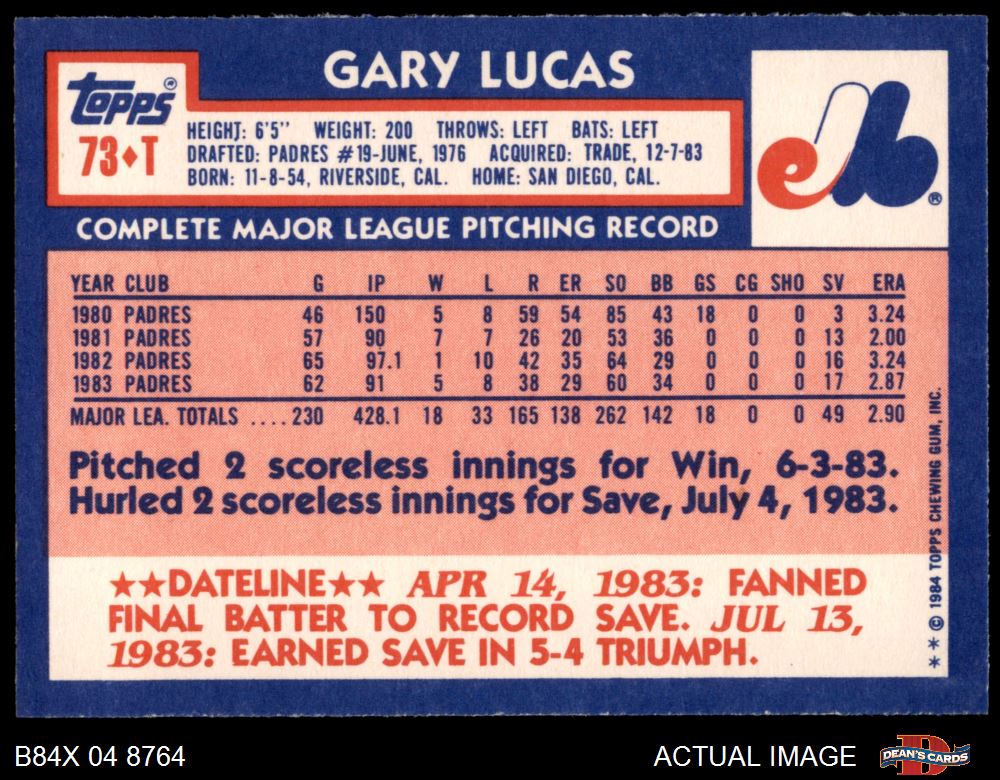 GARY LUCAS
Topps®
73♦T
HEIGHT: 6'5'' WEIGHT: 200 THROWS: LEFT BATS: LEFT
DRAFTED: PADRES #19-JUNE, 1976 ACQUIRED: TRADE, 12-7-83
BORN: 11-8-54, RIVERSIDE, CAL. HOME: SAN DIEGO, CAL.
eb®
COMPLETE MAJOR LEAGUE PITCHING RECORD
YEAR CLUB G IP W L R ER SO BB GS CG SHO SV ERA
1980 PADRES 46 150 5 8 59 54 85 43 18 0 0 3 3.24
1981 PADRES 57 90 7 7 26 20 53 36 0 0 0 13 2.00
1982 PADRES 65 97.1 1 10 42 35 64 29 0 0 0 16 3.24
1983 PADRES 62 91 5 8 38 29 60 34 0 0 0 17 2.87
MAJOR LEA. TOTALS ....230 428.1 18 33 165 138 262 142 18 0 0 49 2.90
Pitched 2 scoreless innings for Win, 6-3-83.
Hurled 2 scoreless innings for Save, July 4, 1983.
★★DATELINE★★ APR 14, 1983: FANNED
FINAL BATTER TO RECORD SAVE. JUL 13,
1983: EARNED SAVE IN 5-4 TRIUMPH.
**© 1984 TOPPS CHEWING GUM, INC.
B84X 04 8764
ACTUAL IMAGE
DEAN'S CARDS